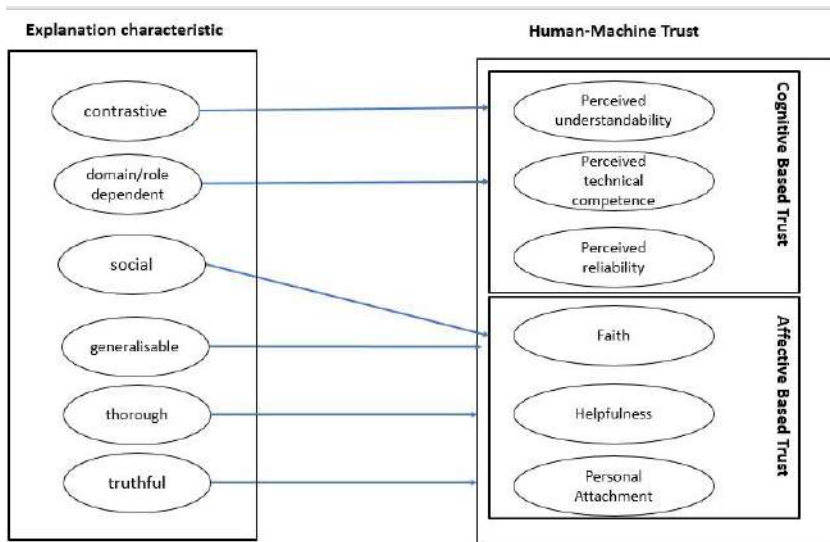 Explanation characteristic
Human-Machine Trust
contrastive
domain/role
dependent
social
generalisable
thorough
truthful
Perceived
understandability
Perceived
technical
competence
Perceived
reliability
Cognitive Based Trust
Faith
Helpfulness
Personal
Attachment
Affective Based Trust